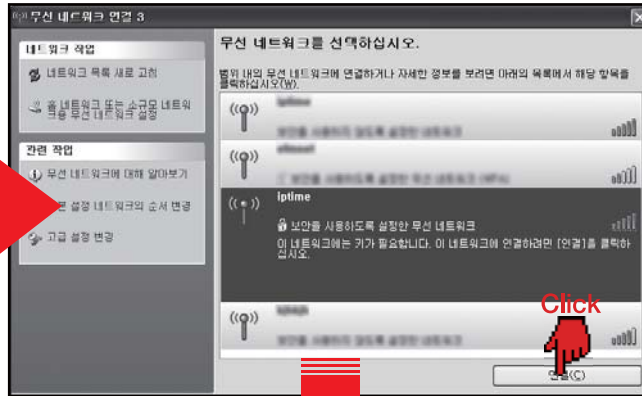 무선 네트워크 연결 3
네트워크 작업
네트워크 목록 새로 고침
홈 네트워크 또는 소규모 네트워
크용 무선 네트워크 설정
관련 작업
무선 네트워크에 대해 알아보기
설정 네트워크의 순서 변경
고급 설정 변경
무선 네트워크를 선택하십시오.
범위 내의 무선 네트워크에 연결하거나 자세한 정보를 보려면 아래의 목록에서 해당 항목을
클릭하십시오(W).
iptime
보안을 사용하도록 설정한 무선 네트워크
이 네트워크에는 키가 필요합니다. 이 네트워크에 연결하려면 [연결]을 클릭하
십시오.
Click
연결(C)